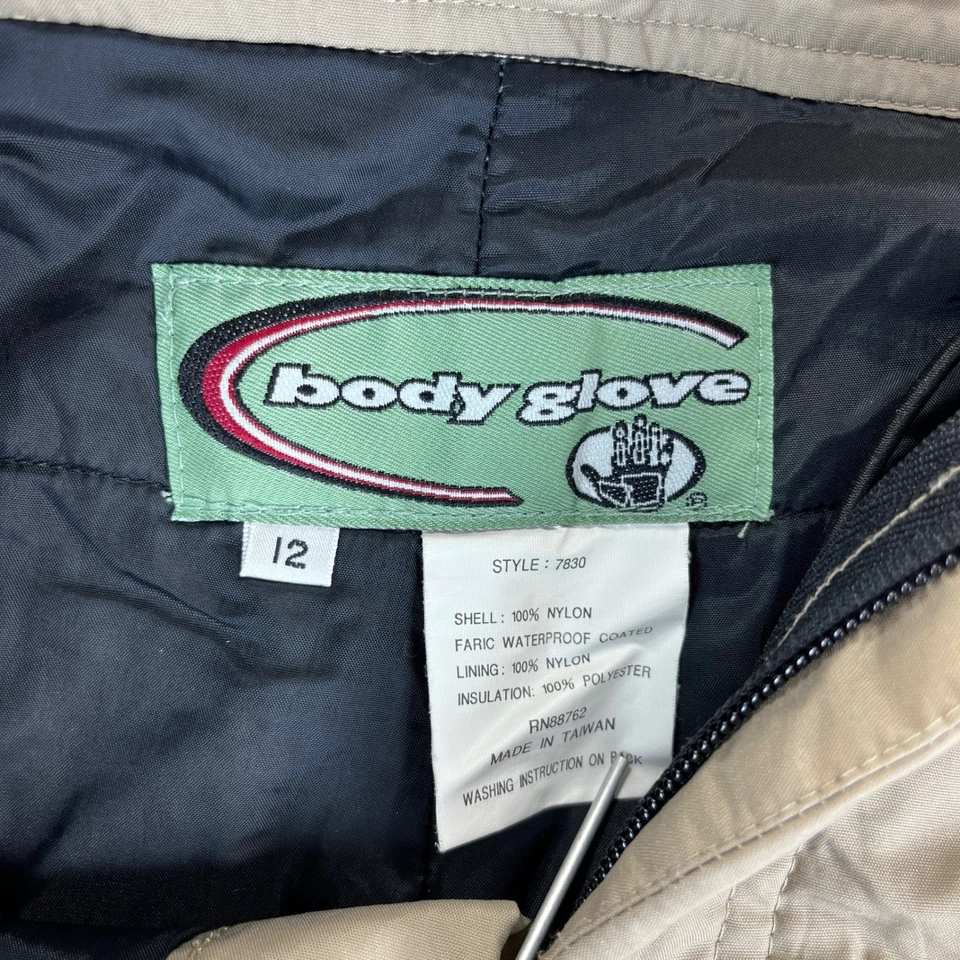 body glove
®
12
STYLE : 7830
SHELL: 100% NYLON
FARIC WATERPROOF COATED
LINING: 100% NYLON
INSULATION: 100% POLYESTER
RN88762
MADE IN TAIWAN
WASHING INSTRUCTION ON BACK